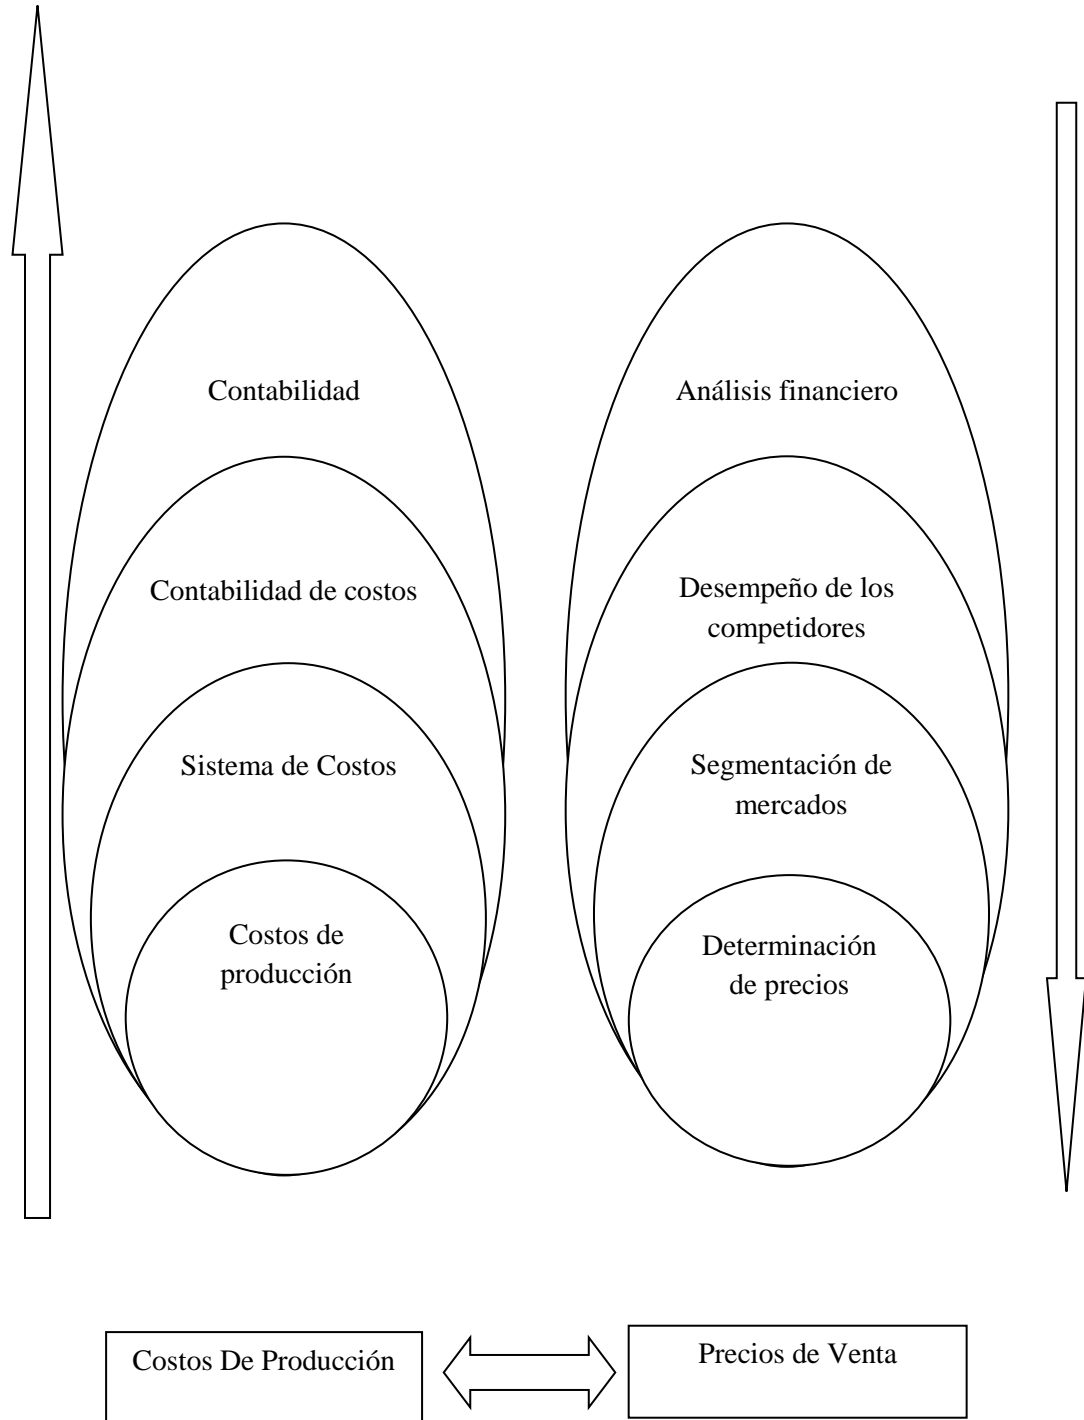 Contabilidad
Contabilidad de costos
Sistema de Costos
Costos de
producción
Análisis financiero
Desempeño de los
competidores
Segmentación de
mercados
Determinación
de precios
Costos De Producción
Precios de Venta